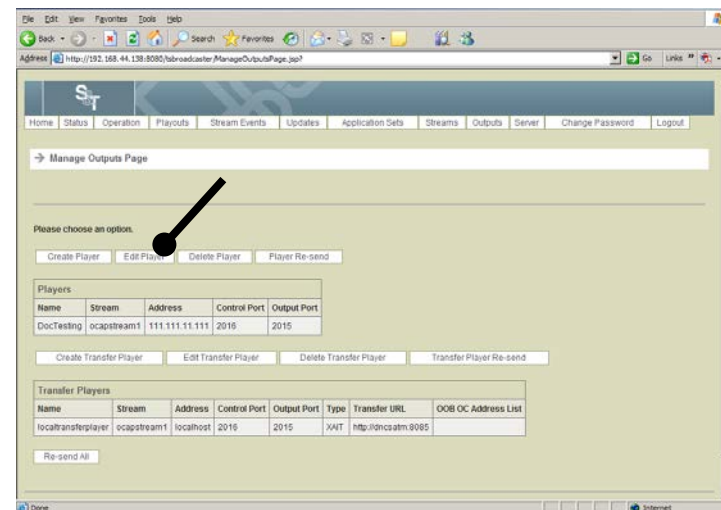 File Edit View Favorites Tools Help
Back Search Favorites
Address http://192.168.44.138:8080/tsbroadcaster/ManageOutputsPage.jsp? Go Links »
S T
Home Status Operation Playouts Stream Events Updates Application Sets Streams Outputs Server Change Password Logout
Manage Outputs Page
Please choose an option.
Create Player Edit Player Delete Player Player Re-send
Players
Name Stream Address Control Port Output Port
DocTesting ocapstream1 111.111.11.111 2016 2015
Create Transfer Player Edit Transfer Player Delete Transfer Player Transfer Player Re-send
Transfer Players
Name Stream Address Control Port Output Port Type Transfer URL OOB OC Address List
localtransferplayer ocapstream1 localhost 2016 2015 XAIT http://dncsatm:8085
Re-send All
Done Internet